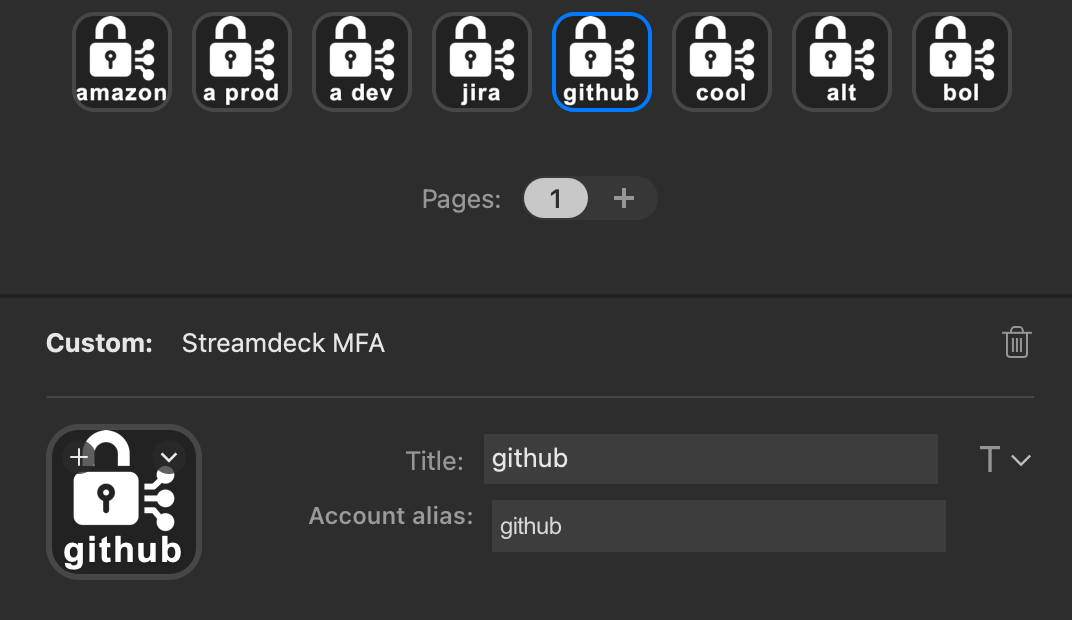 amazon a prod a dev jira github cool alt bol
Pages: 1 +
Custom: Streamdeck MFA
Title: github
Account alias: github
github